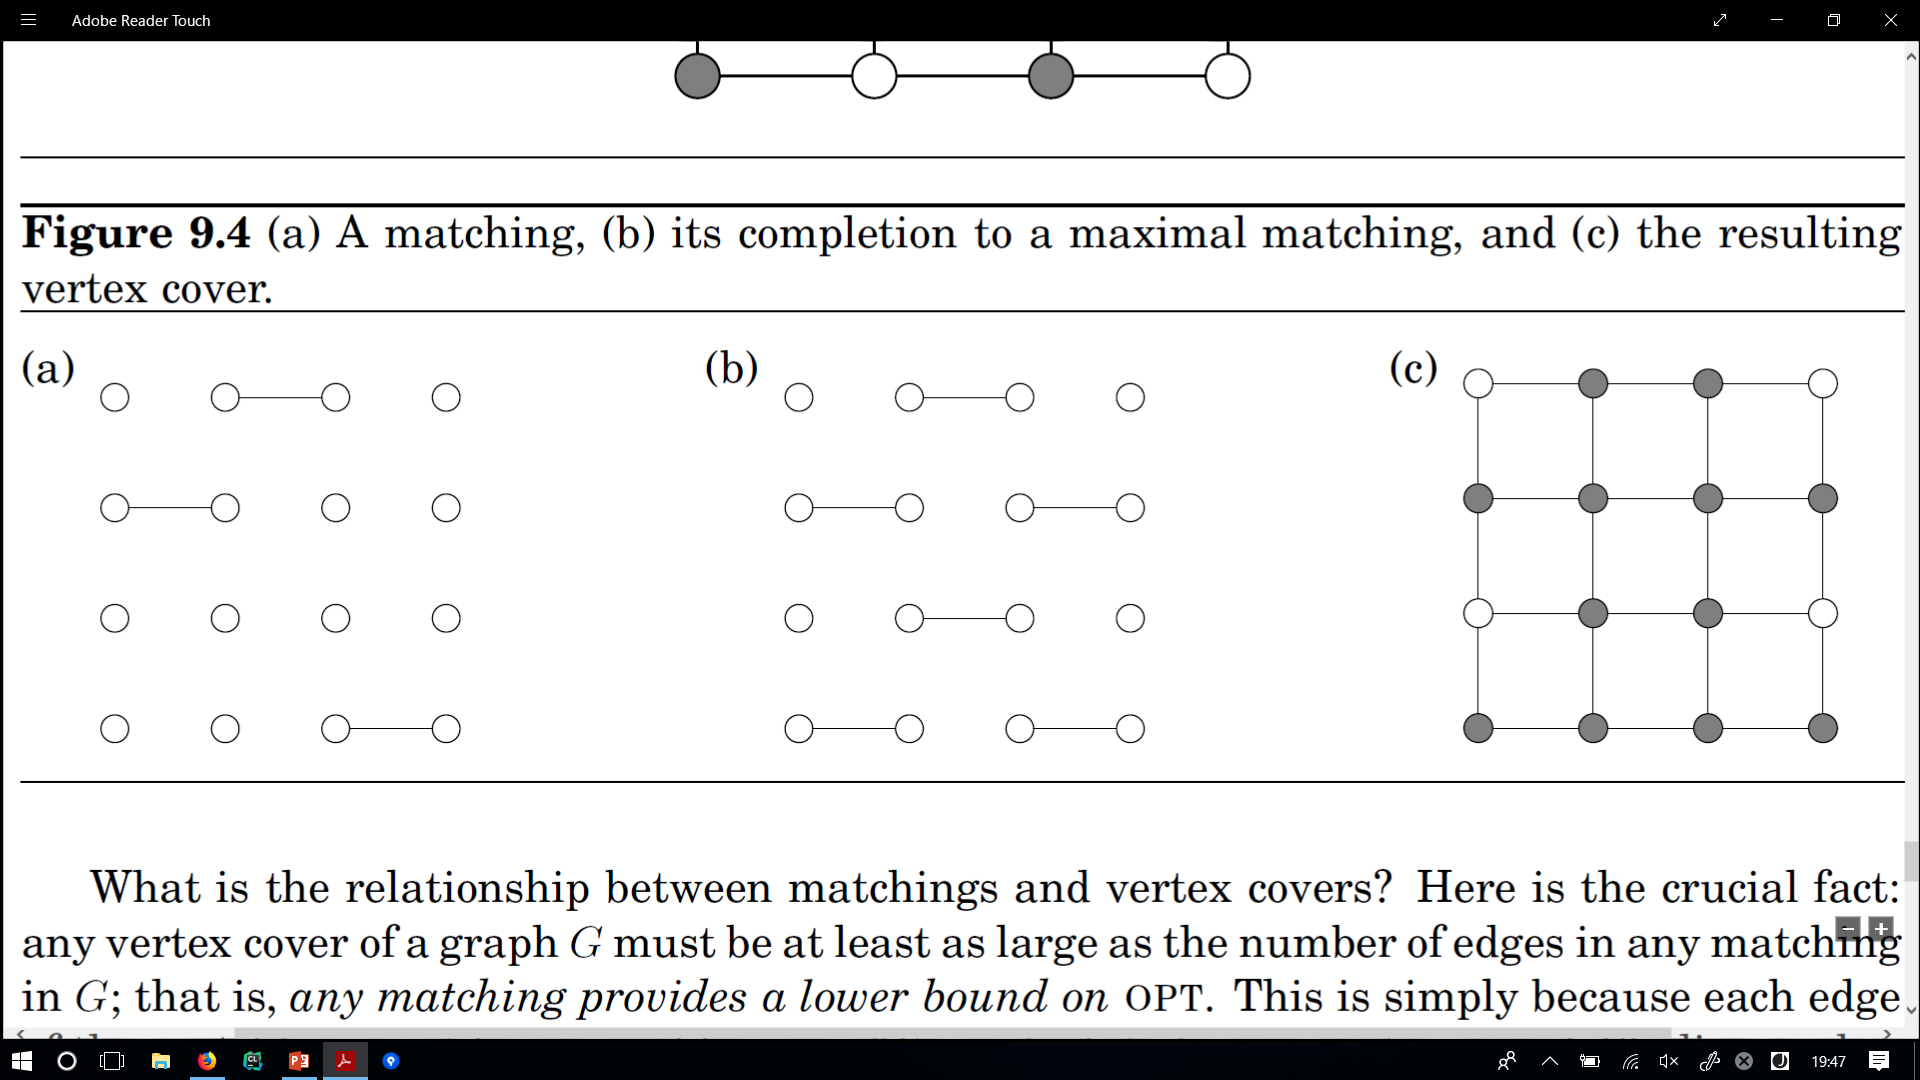 Adobe Reader Touch
Figure 9.4 (a) A matching, (b) its completion to a maximal matching, and (c) the resulting
vertex cover.
(a)
(b)
(c)
What is the relationship between matchings and vertex covers? Here is the crucial fact:
any vertex cover of a graph G must be at least as large as the number of edges in any matching
in G; that is, any matching provides a lower bound on OPT. This is simply because each edge
19:47